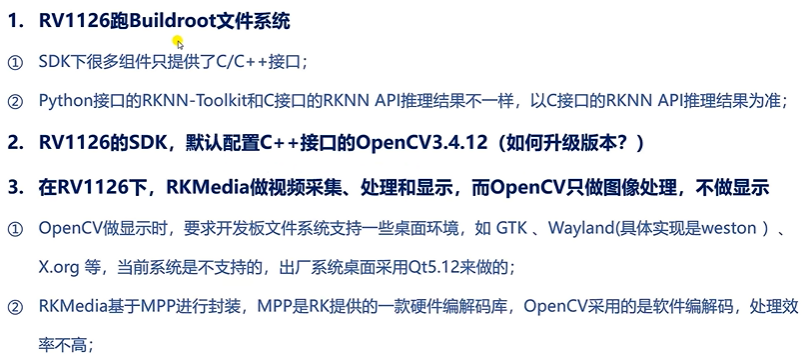 1. RV1126跑Buildroot文件系统
① SDK下很多组件只提供了C/C++接口；
② Python接口的RKNN-Toolkit和C接口的RKNN API推理结果不一样，以C接口的RKNN API推理结果为准；
2. RV1126的SDK，默认配置C++接口的OpenCV3.4.12（如何升级版本？）
3. 在RV1126下，RKMedia做视频采集、处理和显示，而OpenCV只做图像处理，不做显示
① OpenCV做显示时，要求开发板文件系统支持一些桌面环境，如 GTK 、Wayland(具体实现是weston ）、
X.org 等，当前系统是不支持的，出厂系统桌面采用Qt5.12来做的；
② RKMedia基于MPP进行封装，MPP是RK提供的一款硬件编解码库，OpenCV采用的是软件编解码，处理效
率不高；